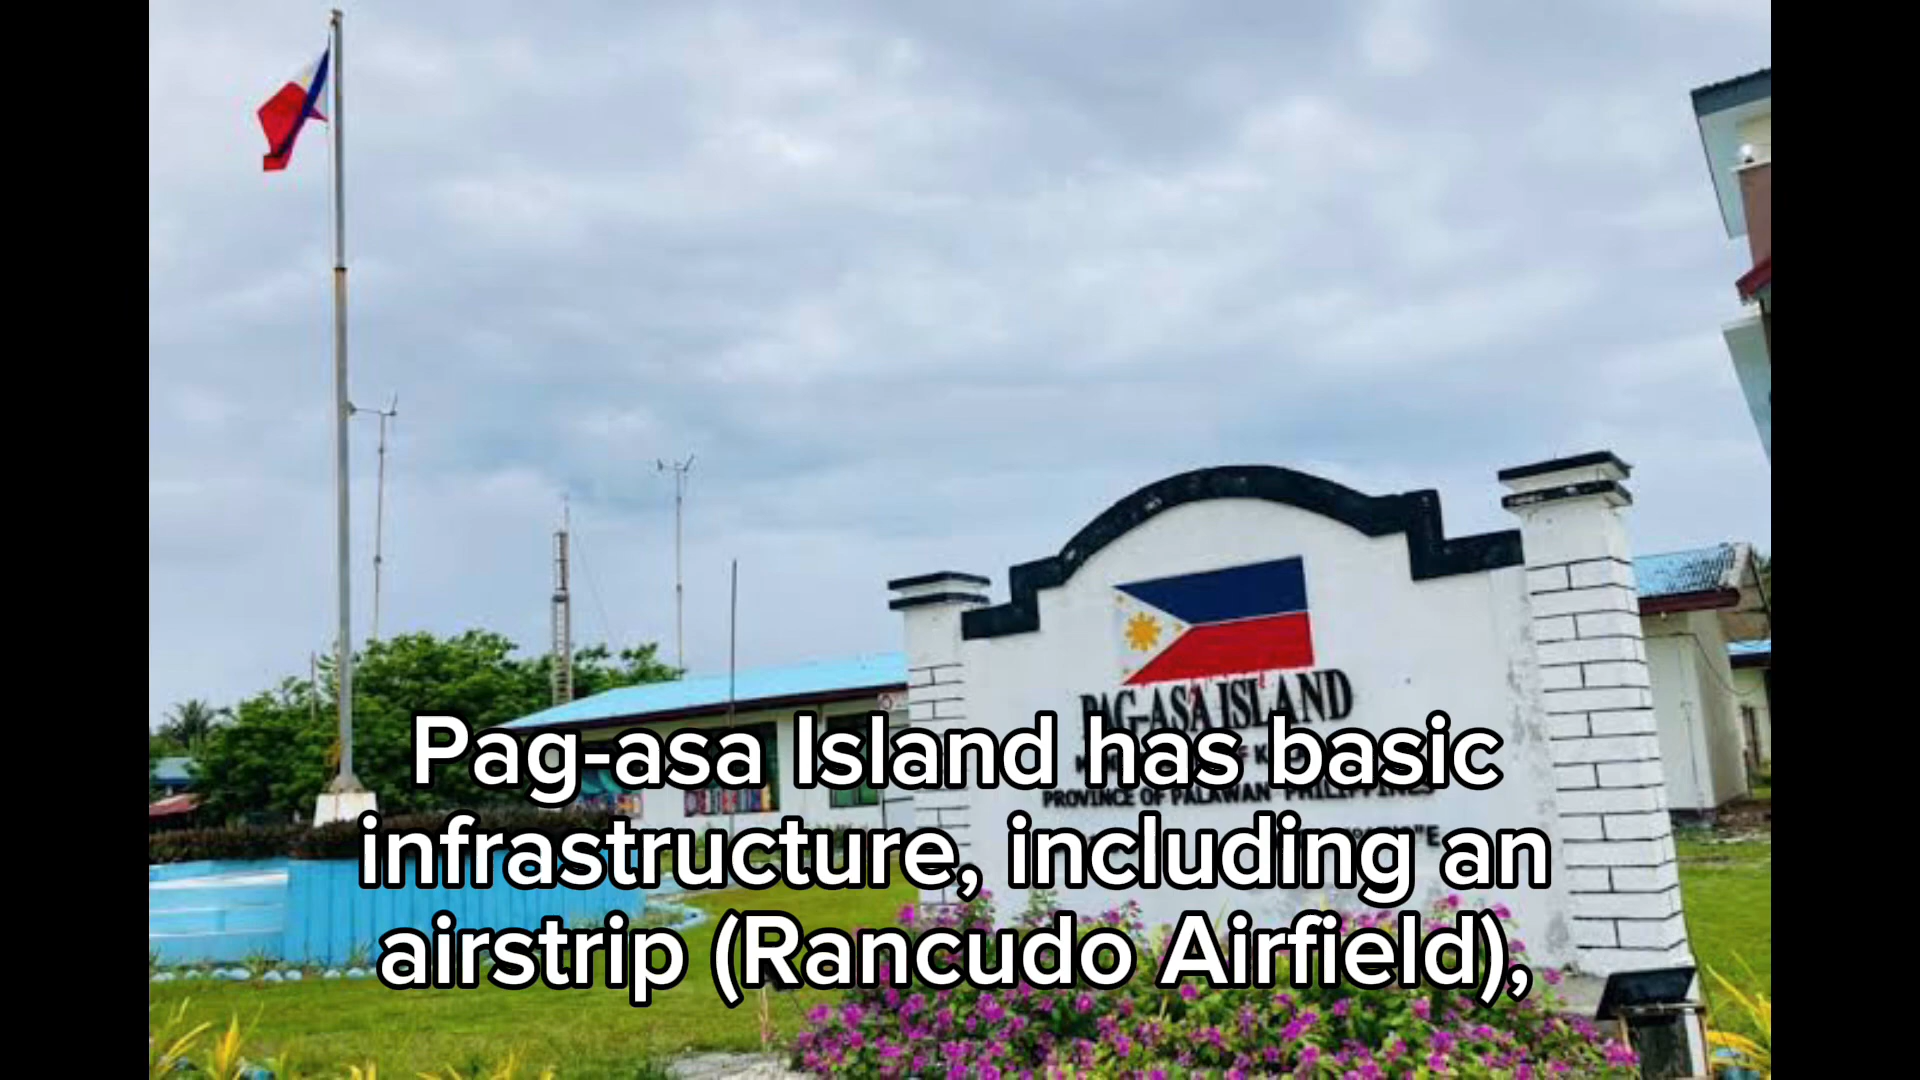 PAG-ASA ISLAND
Pag-asa Island has basic
PROVINCE OF PALAWAN PHILIPPINES
infrastructure, including an
airstrip (Rancudo Airfield),